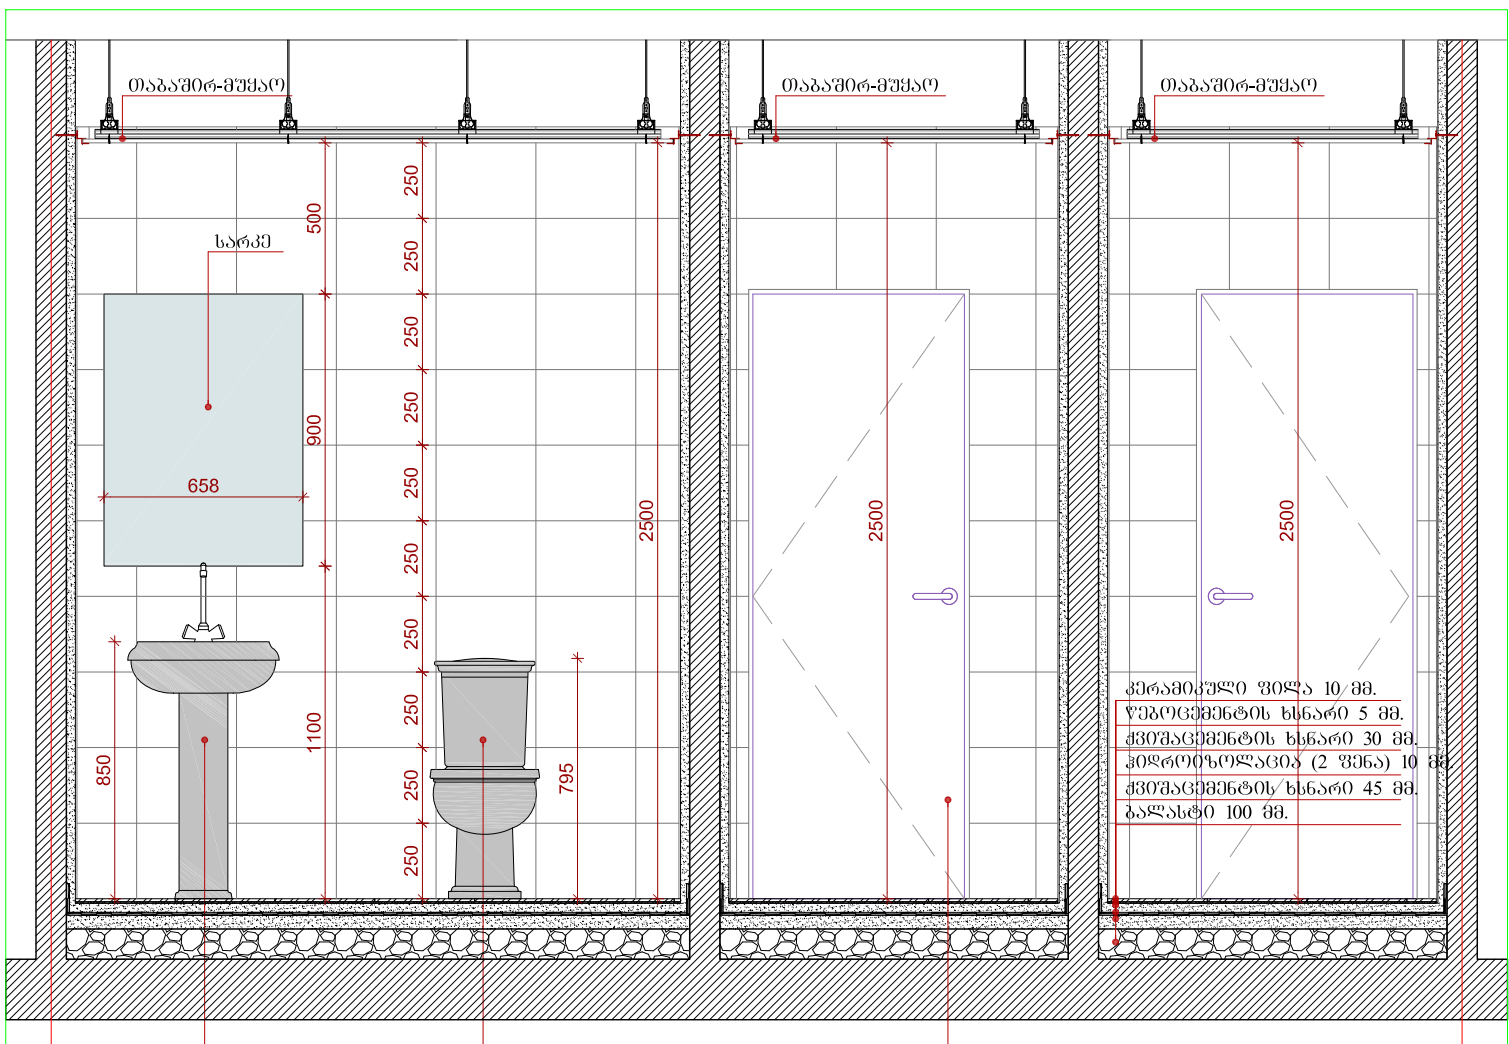 თაბაშირ-მუყაო
თაბაშირ-მუყაო
თაბაშირ-მუყაო
სარკე
500
900
1100
250
250
250
250
250
250
250
250
250
250
2500
2500
2500
658
850
795
კერამიკული ფილა 10 მმ.
წებოცემენტის ხსნარი 5 მმ.
ქვიშაცემენტის ხსნარი 30 მმ.
ჰიდროიზოლაცია (2 ფენა) 10 მმ.
ქვიშაცემენტის ხსნარი 45 მმ.
ბალასტი 100 მმ.